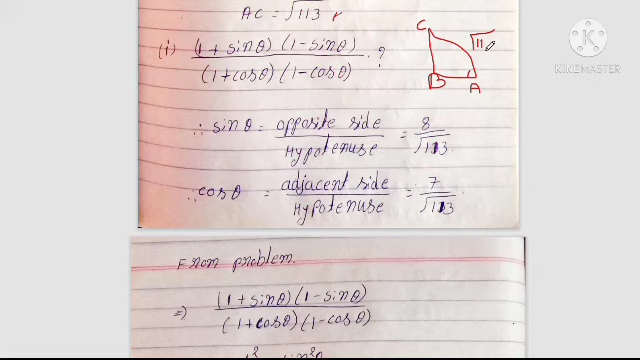 AC = √113
(i) (1 + sinθ) (1 - sinθ) / (1 + cosθ) (1 - cosθ) . ?
C
√11
B
A
KINEMASTER
∴ sinθ = opposite side / Hypotenuse = 8 / √113
∴ cosθ = adjacent side / Hypotenuse = 7 / √113
From problem.
⇒ (1 + sinθ) (1 - sinθ) / (1 + cosθ) (1 - cosθ)